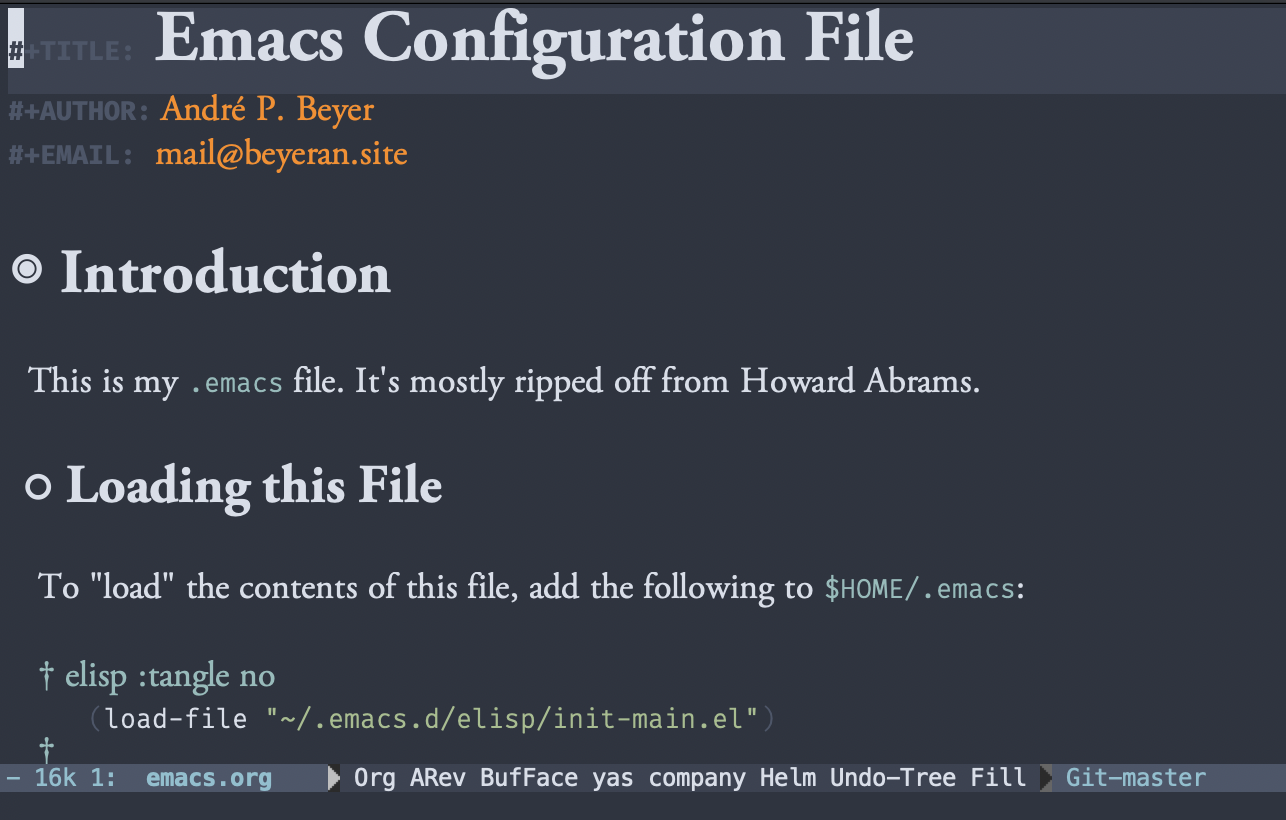 #+TITLE: Emacs Configuration File
#+AUTHOR: André P. Beyer
#+EMAIL: mail@beyeran.site
Introduction
This is my .emacs file. It's mostly ripped off from Howard Abrams.
Loading this File
To "load" the contents of this file, add the following to $HOME/.emacs:
† elisp :tangle no
(load-file "~/.emacs.d/elisp/init-main.el")
†
- 16k 1: emacs.org Org ARev BufFace yas company Helm Undo-Tree Fill Git-master